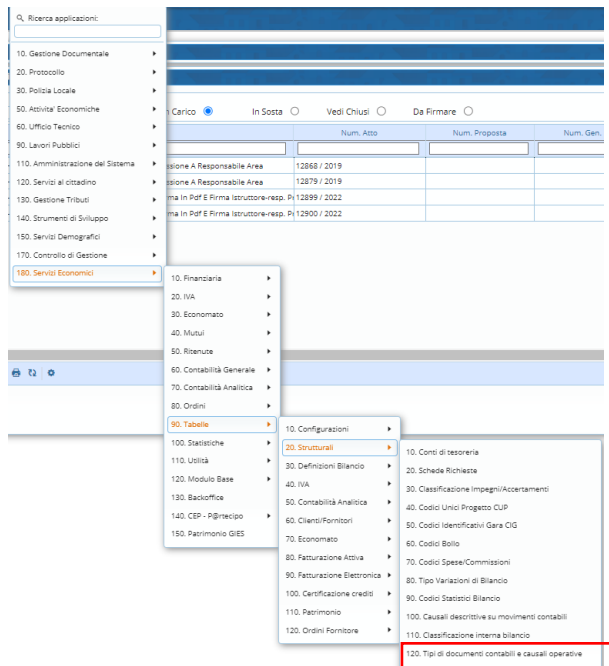 Ricerca applicazioni:
10. Gestione Documentale
20. Protocollo
30. Polizia Locale
50. Attivita' Economiche
60. Ufficio Tecnico
90. Lavori Pubblici
110. Amministrazione del Sistema
120. Servizi al cittadino
130. Gestione Tributi
140. Strumenti di Sviluppo
150. Servizi Demografici
170. Controllo di Gestione
180. Servizi Economici
n Carico In Sosta Vedi Chiusi Da Firmare
Num. Atto Num. Proposta Num. Gen.
ssione A Responsabile Area 12868 / 2019
ssione A Responsabile Area 12879 / 2019
rma In Pdf E Firma Istruttore-resp. Pr 12899 / 2022
rma In Pdf E Firma Istruttore-resp. Pr 12900 / 2022
10. Finanziaria
20. IVA
30. Economato
40. Mutui
50. Ritenute
60. Contabilità Generale
70. Contabilità Analitica
80. Ordini
90. Tabelle
100. Statistiche
110. Utilità
120. Modulo Base
130. Backoffice
140. CEP - P@rtecipo
150. Patrimonio GIES
10. Configurazioni
20. Strutturali
30. Definizioni Bilancio
40. IVA
50. Contabilità Analitica
60. Clienti/Fornitori
70. Economato
80. Fatturazione Attiva
90. Fatturazione Elettronica
100. Certificazione crediti
110. Patrimonio
120. Ordini Fornitore
10. Conti di tesoreria
20. Schede Richieste
30. Classificazione Impegni/Accertamenti
40. Codici Unici Progetto CUP
50. Codici Identificativi Gara CIG
60. Codici Bollo
70. Codici Spese/Commissioni
80. Tipo Variazioni di Bilancio
90. Codici Statistici Bilancio
100. Causali descrittive su movimenti contabili
110. Classificazione interna bilancio
120. Tipi di documenti contabili e causali operative